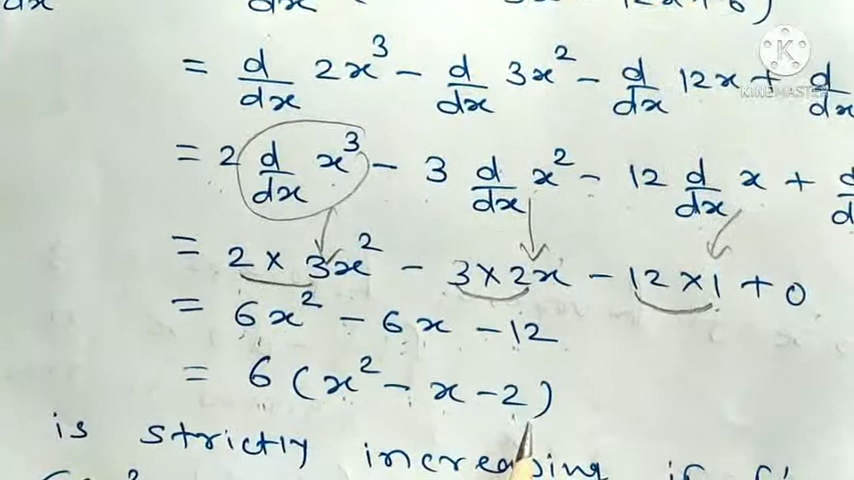 = d/dx 2x³ - d/dx 3x² - d/dx 12x + d/dx
= 2 d/dx x³ - 3 d/dx x² - 12 d/dx x +
= 2 × 3x² - 3×2x - 12×1 + 0
= 6x² - 6x - 12
= 6 (x² - x - 2)
is strictly increasing if
K
KINEMASTER